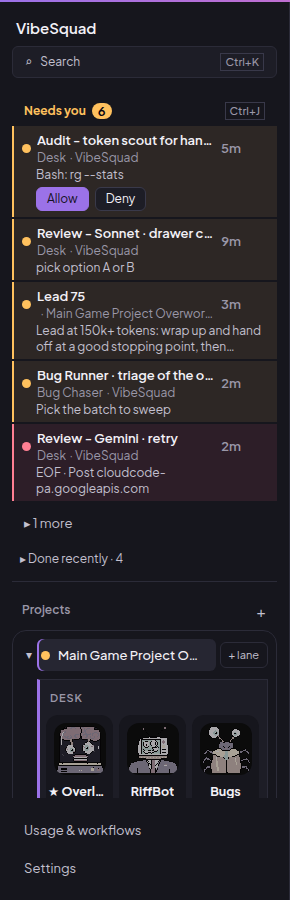 VibeSquad
Search Ctrl+K
Needs you 6 Ctrl+J
Audit - token scout for han... 5m
Desk · VibeSquad
Bash: rg --stats
Allow Deny
Review - Sonnet · drawer c... 9m
Desk · VibeSquad
pick option A or B
Lead 75 3m
· Main Game Project Overwor...
Lead at 150k+ tokens: wrap up and hand
off at a good stopping point, then...
Bug Runner · triage of the o... 2m
Bug Chaser · VibeSquad
Pick the batch to sweep
Review - Gemini · retry 2m
Desk · VibeSquad
EOF · Post cloudcode-
pa.googleapis.com
▸ 1 more
▸ Done recently · 4
Projects +
▾ Main Game Project O... + lane
DESK
★ Overl... RiffBot Bugs
Usage & workflows
Settings